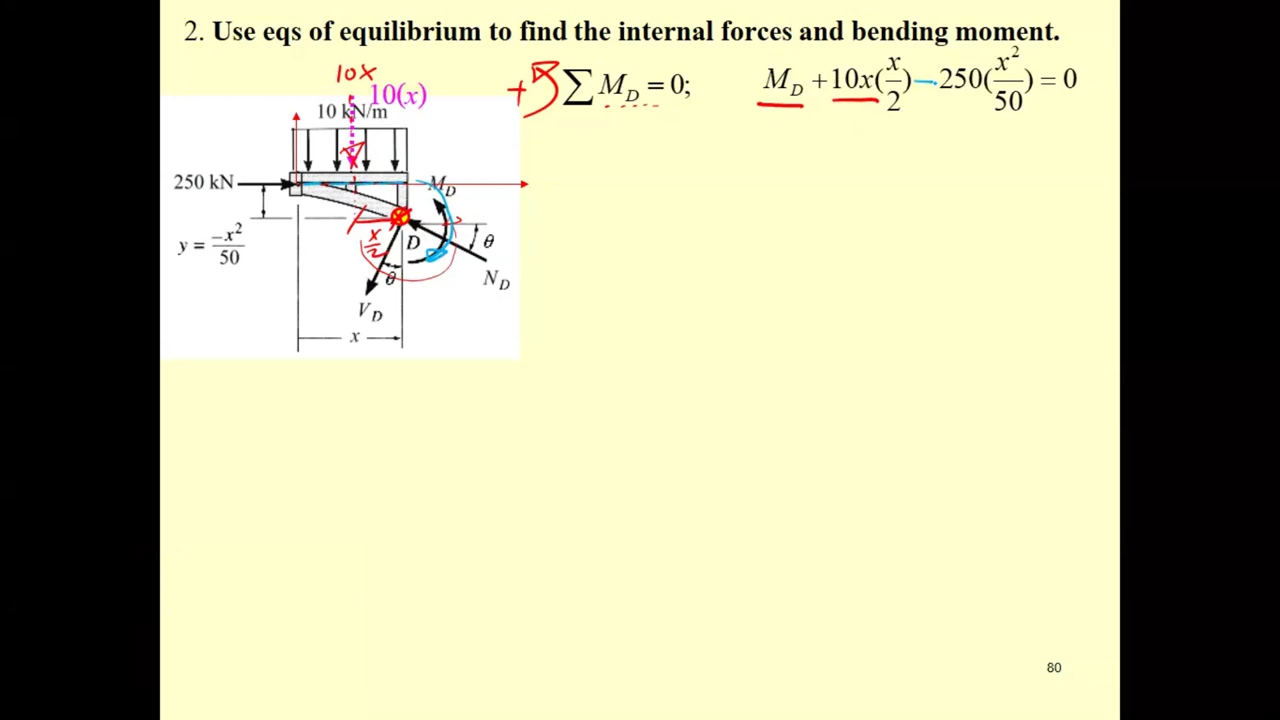 2. Use eqs of equilibrium to find the internal forces and bending moment.
+ ∑ M_D = 0; M_D + 10x(x/2) - 250(x²/50) = 0
10x
10(x)
10 kN/m
250 kN
M_D
y = -x²/50
x/2
D
θ
θ
N_D
V_D
x
80